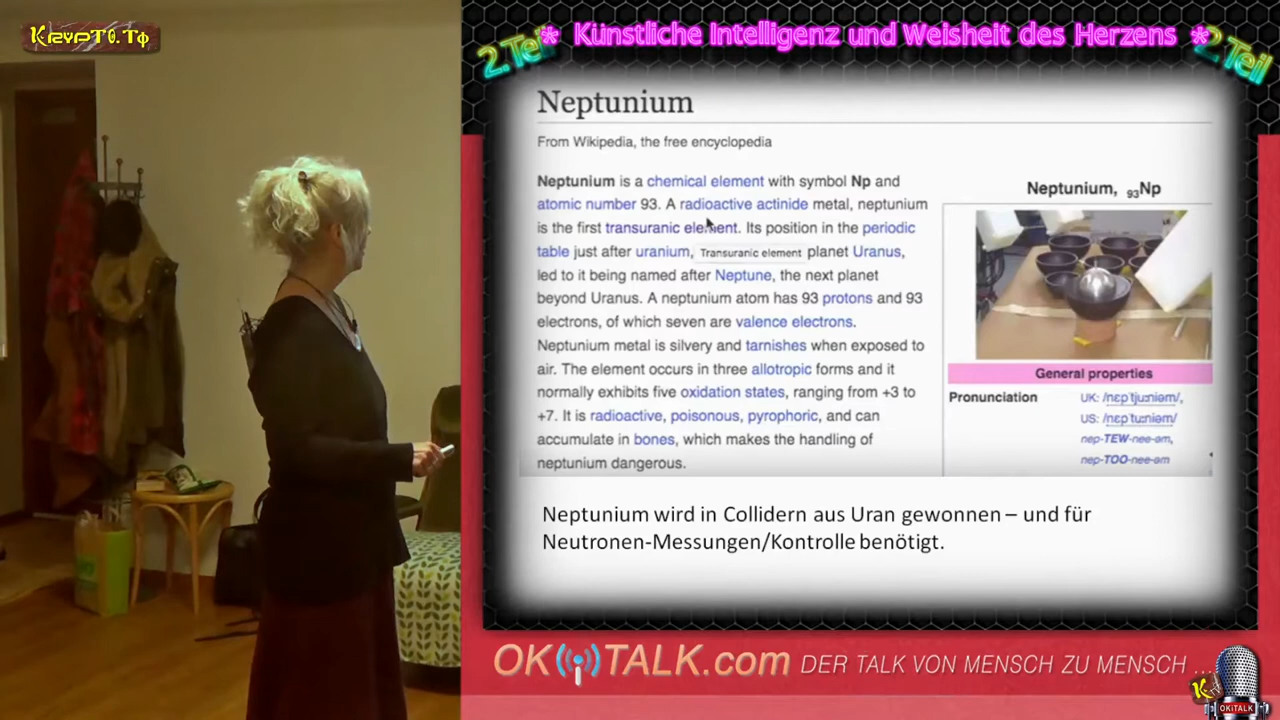 KrypT0.Tф
2.Teil
* Künstliche Intelligenz und Weisheit des Herzens *
2 Teil
Neptunium
From Wikipedia, the free encyclopedia
Neptunium is a chemical element with symbol Np and
atomic number 93. A radioactive actinide metal, neptunium
is the first transuranic element. Its position in the periodic
table just after uranium, Transuranic element planet Uranus,
led to it being named after Neptune, the next planet
beyond Uranus. A neptunium atom has 93 protons and 93
electrons, of which seven are valence electrons.
Neptunium metal is silvery and tarnishes when exposed to
air. The element occurs in three allotropic forms and it
normally exhibits five oxidation states, ranging from +3 to
+7. It is radioactive, poisonous, pyrophoric, and can
accumulate in bones, which makes the handling of
neptunium dangerous.
Neptunium, 93Np
General properties
Pronunciation
UK: /nɛpˈtjuːniəm/,
US: /nɛpˈtuːniəm/
nep-TEW-nee-əm,
nep-TOO-nee-əm
Neptunium wird in Collidern aus Uran gewonnen – und für
Neutronen-Messungen/Kontrolle benötigt.
OK TALK.com DER TALK VON MENSCH ZU MENSCH ...
OKiTALK